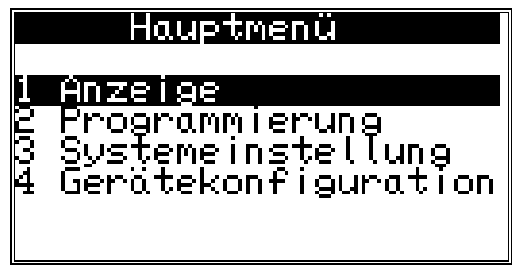 Hauptmenü
1 Anzeige
2 Programmierung
3 Systemeinstellung
4 Gerätekonfiguration